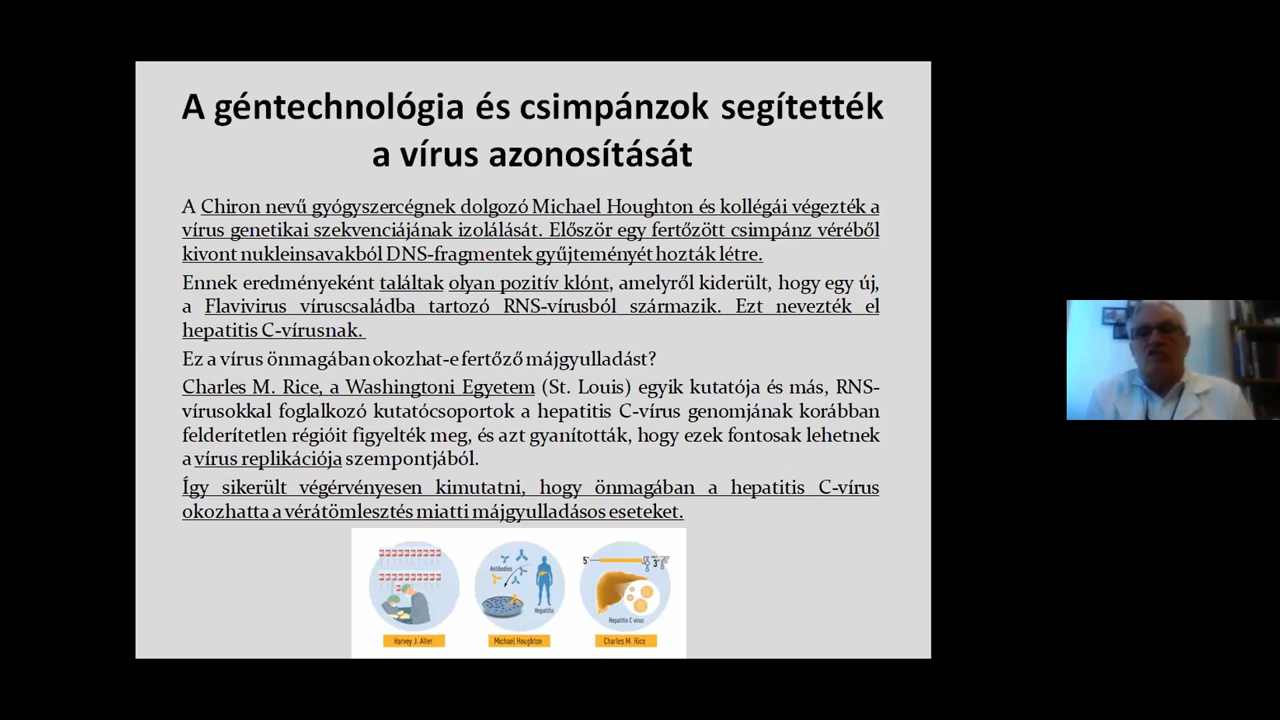 A géntechnológia és csimpánzok segítették
a vírus azonosítását
A Chiron nevű gyógyszercégnek dolgozó Michael Houghton és kollégái végezték a
vírus genetikai szekvenciájának izolálását. Először egy fertőzött csimpánz véréből
kivont nukleinsavakból DNS-fragmentek gyűjteményét hozták létre.
Ennek eredményeként találtak olyan pozitív klónt, amelyről kiderült, hogy egy új,
a Flavivirus víruscsaládba tartozó RNS-vírusból származik. Ezt nevezték el
hepatitis C-vírusnak.
Ez a vírus önmagában okozhat-e fertőző májgyulladást?
Charles M. Rice, a Washingtoni Egyetem (St. Louis) egyik kutatója és más, RNS-
vírusokkal foglalkozó kutatócsoportok a hepatitis C-vírus genomjának korábban
felderítetlen régióit figyelték meg, és azt gyanították, hogy ezek fontosak lehetnek
a vírus replikációja szempontjából.
Így sikerült végérvényesen kimutatni, hogy önmagában a hepatitis C-vírus
okozhatta a vérátömlesztés miatti májgyulladásos eseteket.
Antibodies
Hepatitis
5' 3'
Hepatitis C virus
Harvey J. Alter
Michael Houghton
Charles M. Rice